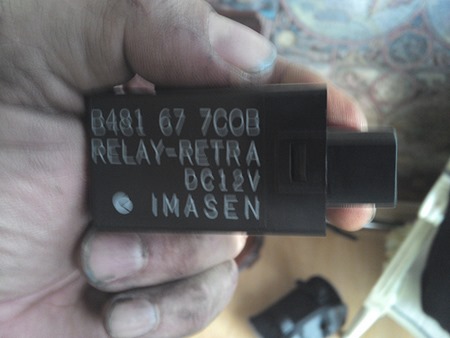 B481 67 7C0B
RELAY-RETRA
DC12V
IMASEN